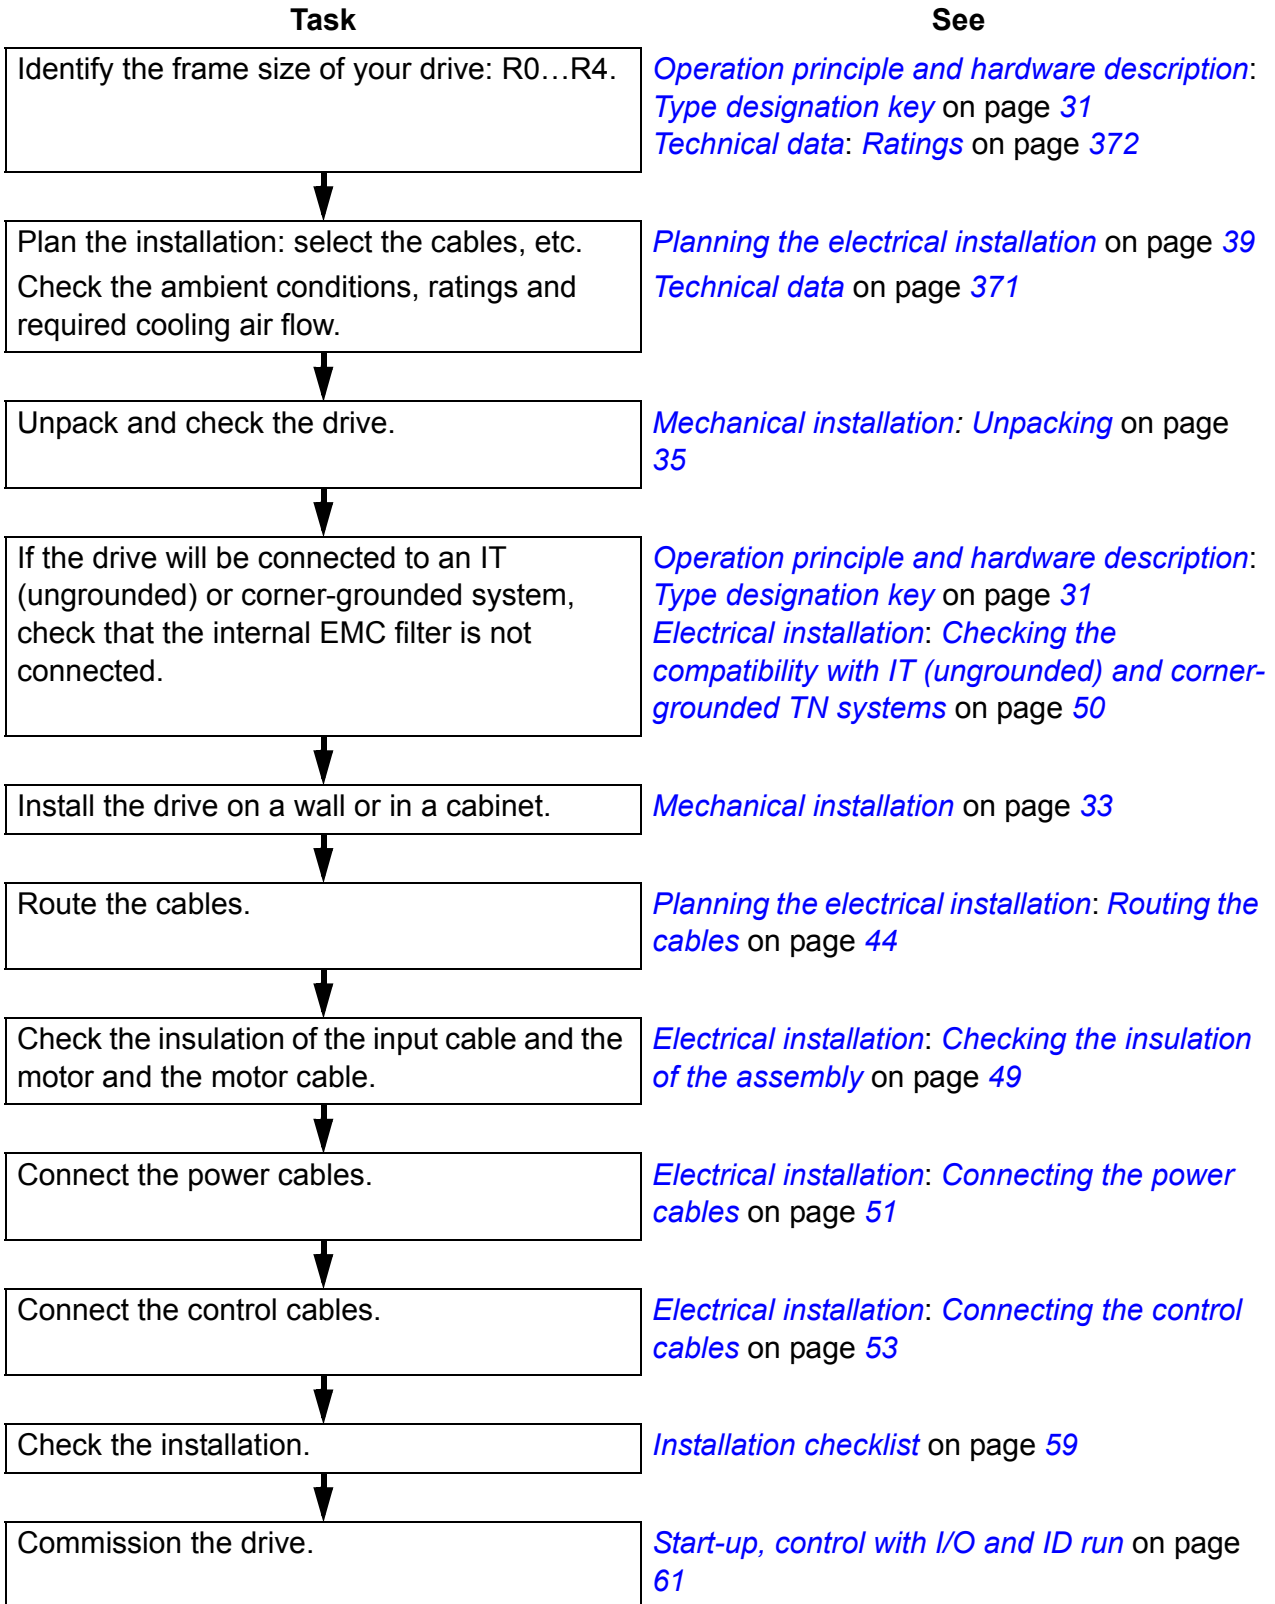 Task
See
Identify the frame size of your drive: R0…R4.
Operation principle and hardware description:
Type designation key on page 31
Technical data: Ratings on page 372
Plan the installation: select the cables, etc.
Check the ambient conditions, ratings and
required cooling air flow.
Planning the electrical installation on page 39
Technical data on page 371
Unpack and check the drive.
Mechanical installation: Unpacking on page
35
If the drive will be connected to an IT
(ungrounded) or corner-grounded system,
check that the internal EMC filter is not
connected.
Operation principle and hardware description:
Type designation key on page 31
Electrical installation: Checking the
compatibility with IT (ungrounded) and corner-
grounded TN systems on page 50
Install the drive on a wall or in a cabinet.
Mechanical installation on page 33
Route the cables.
Planning the electrical installation: Routing the
cables on page 44
Check the insulation of the input cable and the
motor and the motor cable.
Electrical installation: Checking the insulation
of the assembly on page 49
Connect the power cables.
Electrical installation: Connecting the power
cables on page 51
Connect the control cables.
Electrical installation: Connecting the control
cables on page 53
Check the installation.
Installation checklist on page 59
Commission the drive.
Start-up, control with I/O and ID run on page
61